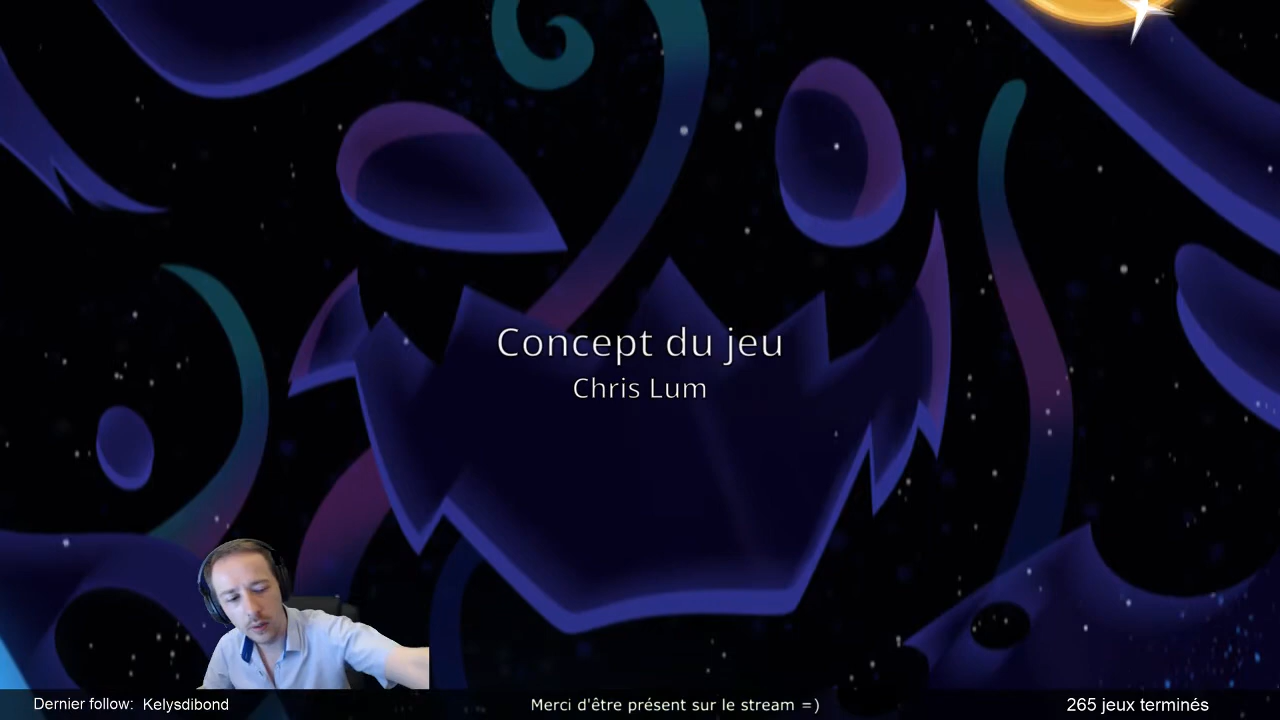 Concept du jeu
Chris Lum
Dernier follow: Kelysdibond
Merci d'être présent sur le stream =)
265 jeux terminés